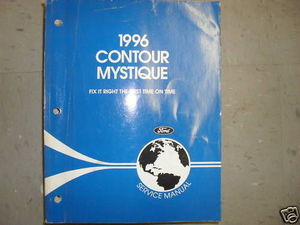 1996
CONTOUR
MYSTIQUE
FIX IT RIGHT THE FIRST TIME ON TIME
Ford
SERVICE MANUAL